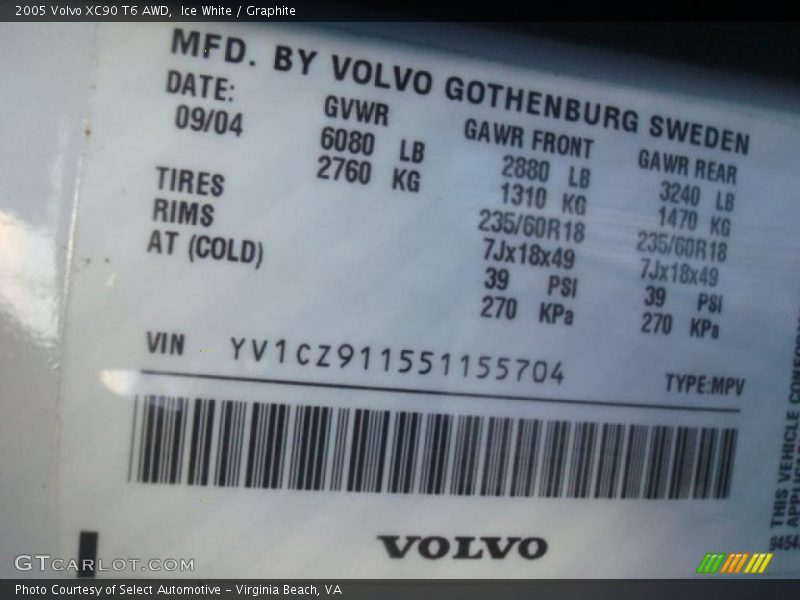 2005 Volvo XC90 T6 AWD,  Ice White / Graphite
MFD. BY VOLVO GOTHENBURG SWEDEN
DATE: GVWR GAWR FRONT GAWR REAR
09/04 6080 LB 2880 LB 3240 LB
2760 KG 1310 KG 1470 KG
TIRES 235/60R18 235/60R18
RIMS 7Jx18x49 7Jx18x49
AT (COLD) 39 PSI 39 PSI
270 KPa 270 KPa
VIN YV1CZ911551155704 TYPE:MPV
THIS VEHICLE
VOLVO
GTCARLOT.COM
Photo Courtesy of Select Automotive - Virginia Beach, VA